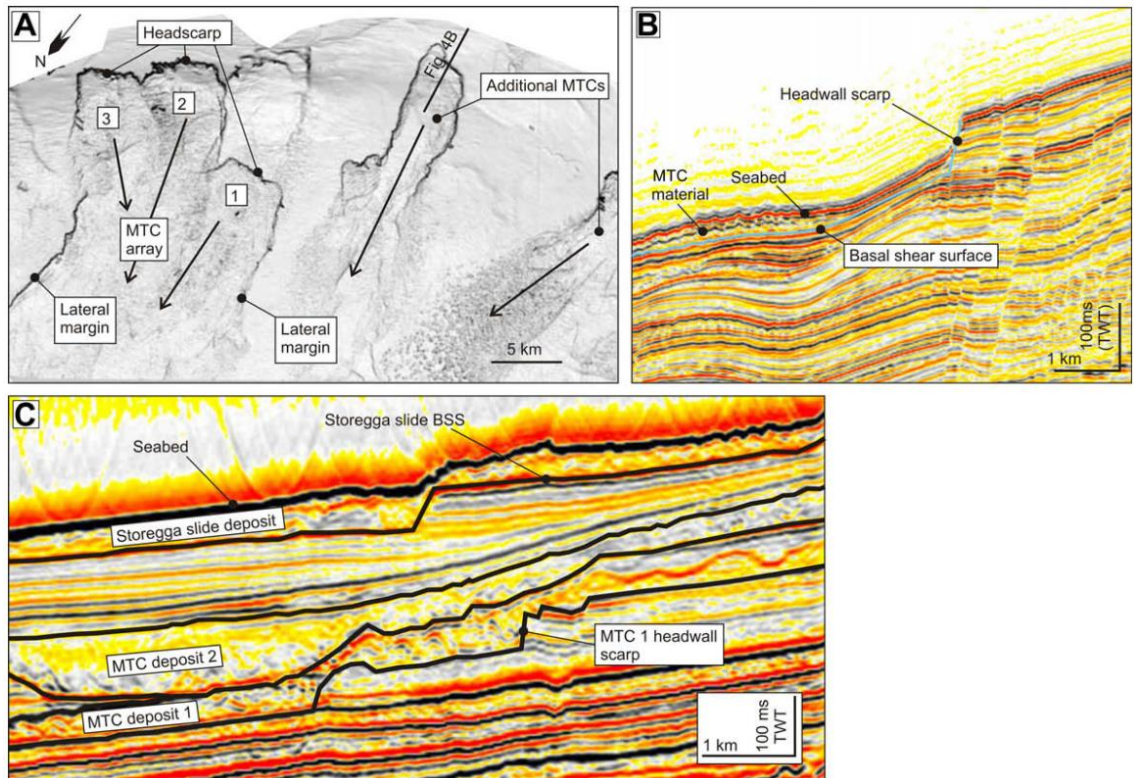 A
N
Headscarp
Fig. 4B
Additional MTCs
3
2
1
MTC
array
Lateral
margin
Lateral
margin
5 km
B
Headwall
scarp
MTC
material
Seabed
Basal shear surface
100ms
(TWT)
1 km
C
Seabed
Storegga slide BSS
Storegga slide deposit
MTC deposit 2
MTC deposit 1
MTC 1 headwall
scarp
1 km
100 ms
TWT